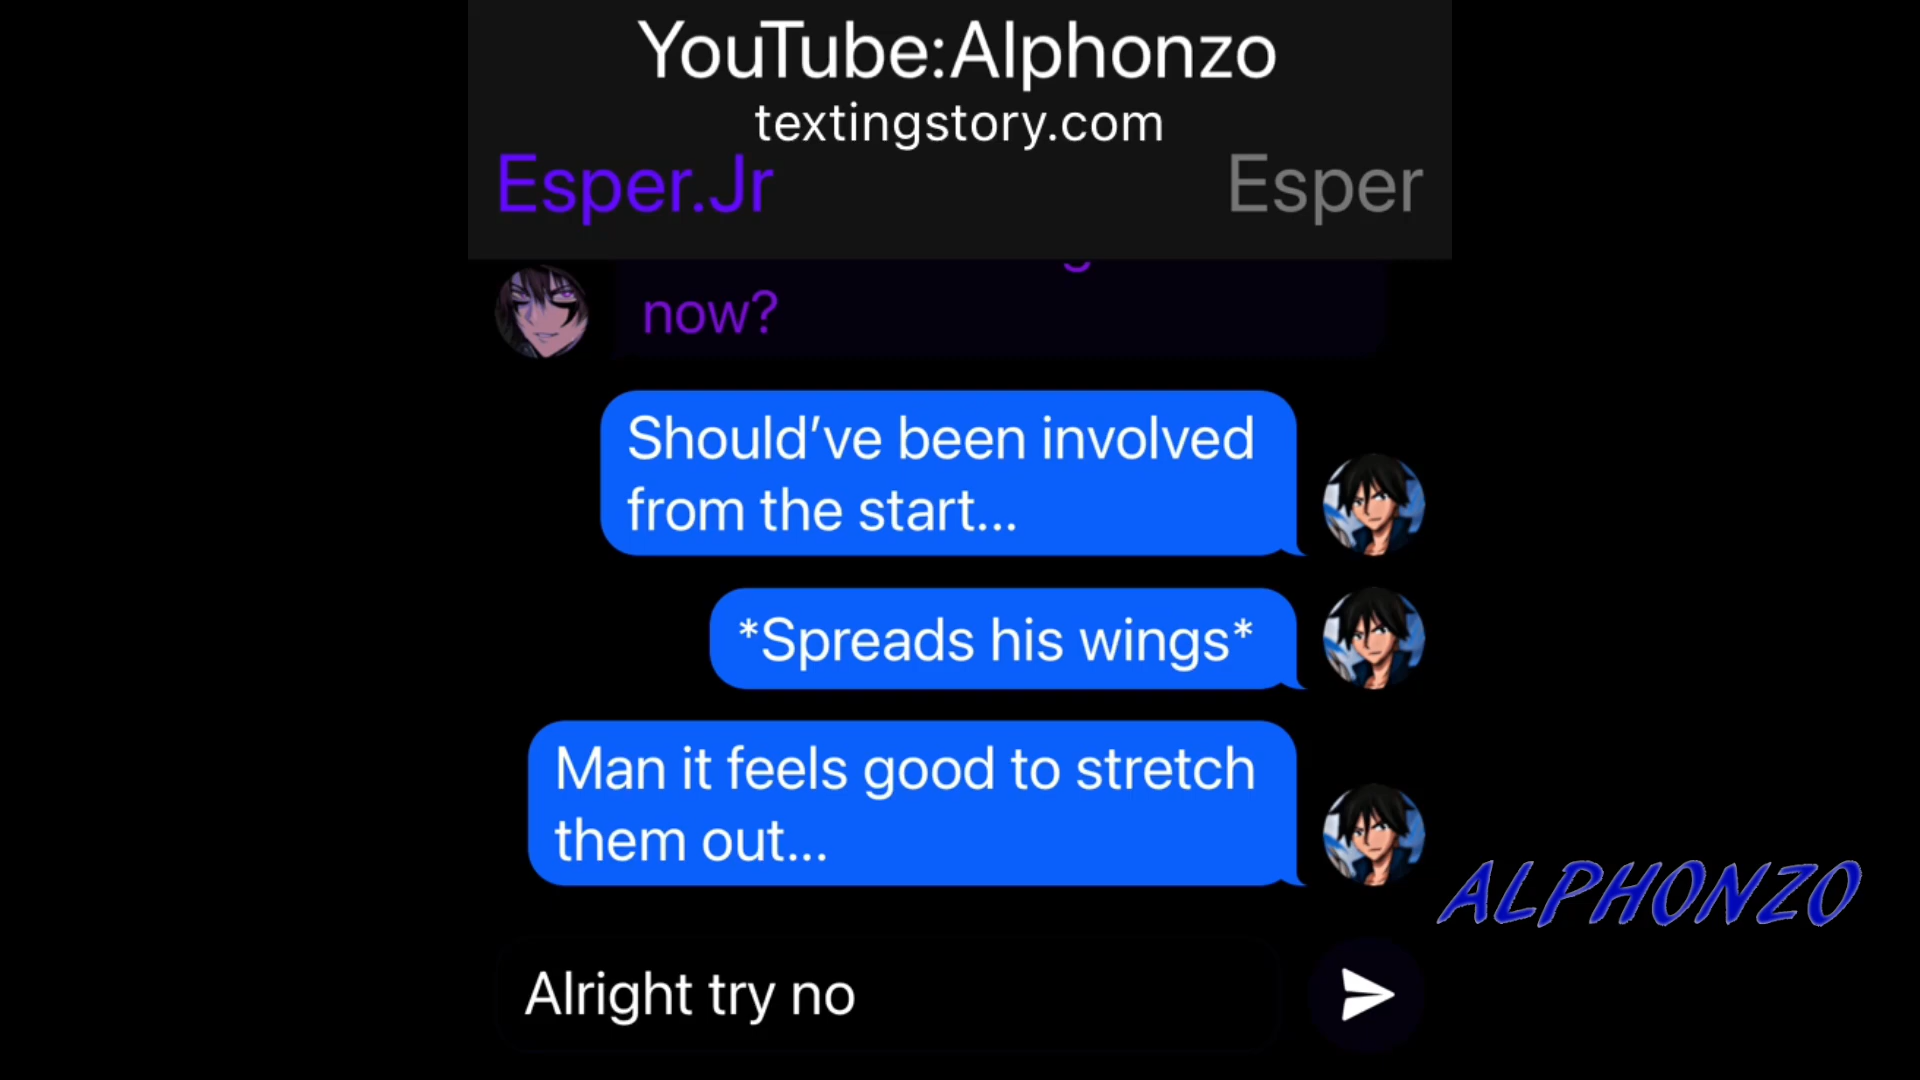 YouTube:Alphonzo
textingstory.com
Esper.Jr
Esper
now?
Should’ve been involved
from the start...
*Spreads his wings*
Man it feels good to stretch
them out...
ALPHONZO
Alright try no